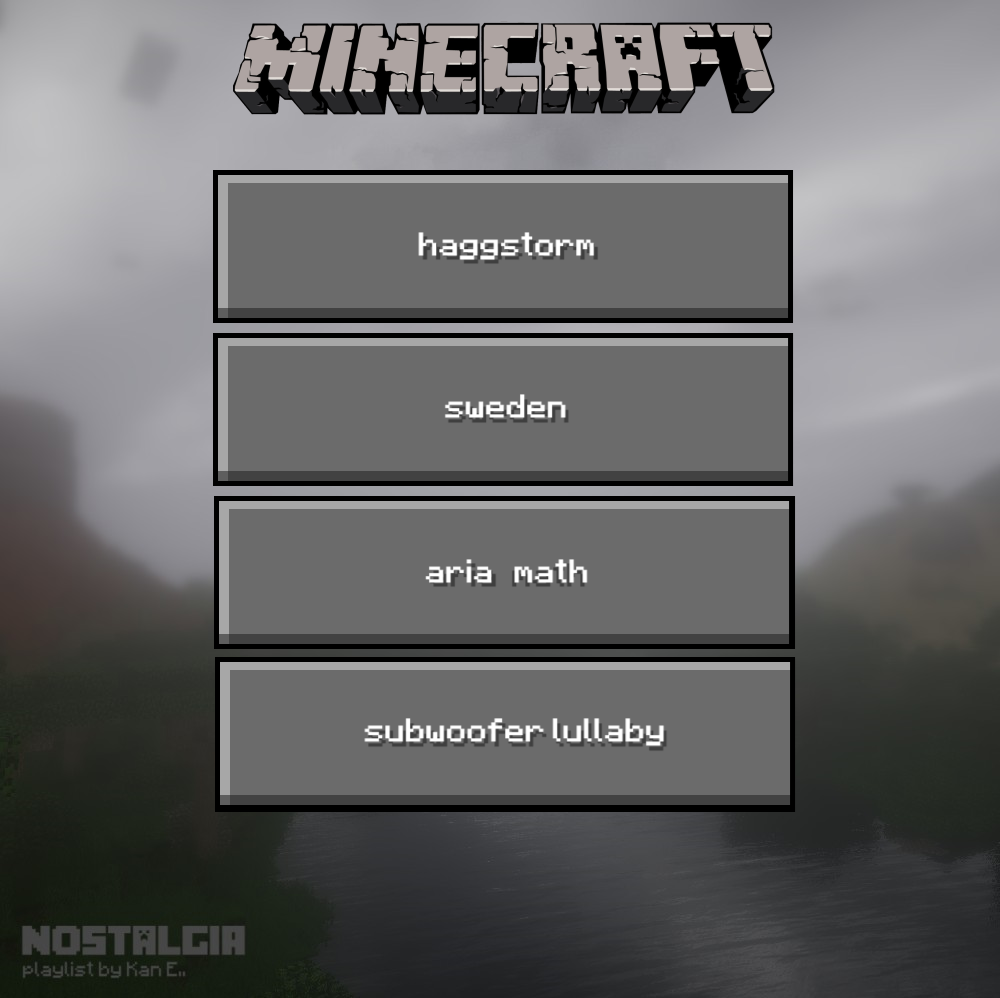 MINECRAFT
haggstorm
sweden
aria math
subwoofer lullaby
NOSTALGIA
playlist by Kan E..